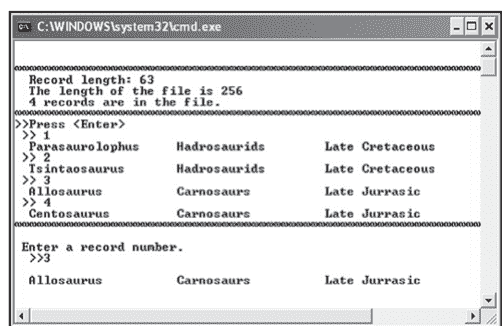 C:\WINDOWS\system32\cmd.exe
Record length: 63
The length of the file is 256
4 records are in the file.
>>Press <Enter>
>> 1
Parasaurolophus Hadrosaurids Late Cretaceous
>> 2
Tsintaosaurus Hadrosaurids Late Cretaceous
>> 3
Allosaurus Carnosaurs Late Jurrasic
>> 4
Centosaurus Carnosaurs Late Jurrasic
Enter a record number.
>>3
Allosaurus Carnosaurs Late Jurrasic